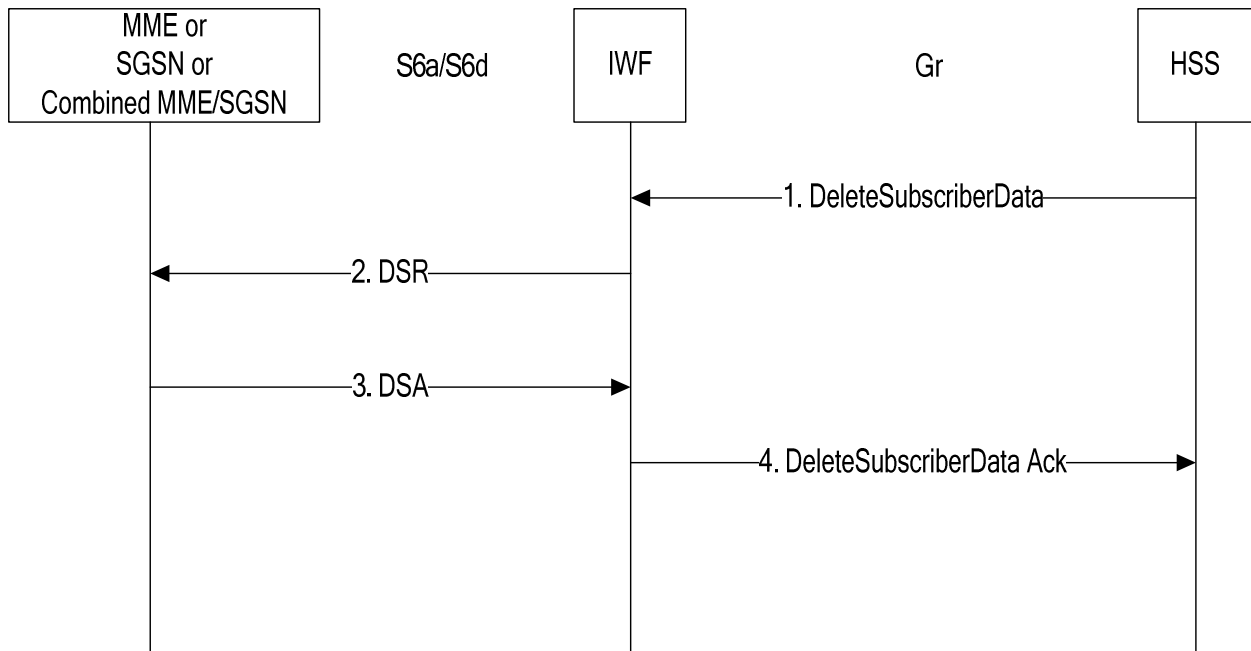 MME or
SGSN or
Combined MME/SGSN
S6a/S6d
IWF
Gr
HSS
1. DeleteSubscriberData
2. DSR
3. DSA
4. DeleteSubscriberData Ack